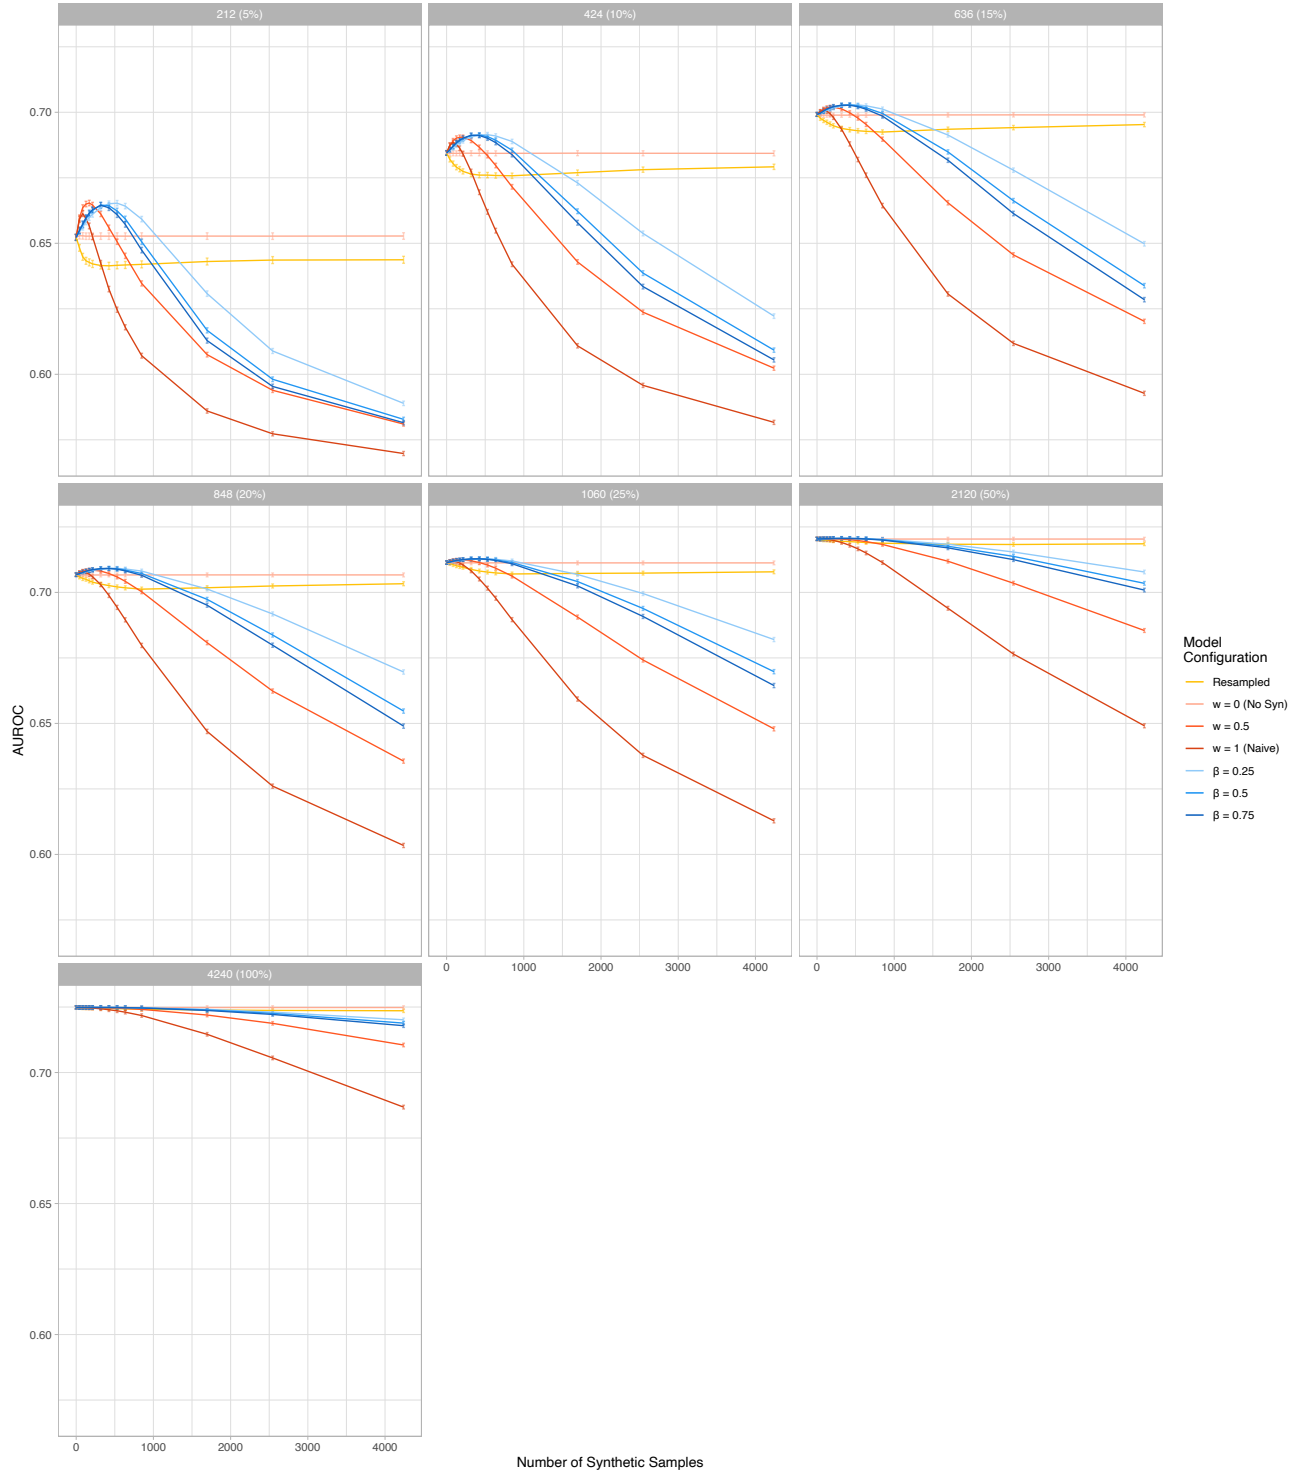 212 (5%)
424 (10%)
636 (15%)
0.70
0.65
0.60
848 (20%)
1060 (25%)
2120 (50%)
0.70
0.65
0.60
0 1000 2000 3000 4000
0 1000 2000 3000 4000
4240 (100%)
0.70
0.65
0.60
0 1000 2000 3000 4000
AUROC
Number of Synthetic Samples
Model
Configuration
Resampled
w = 0 (No Syn)
w = 0.5
w = 1 (Naive)
β = 0.25
β = 0.5
β = 0.75